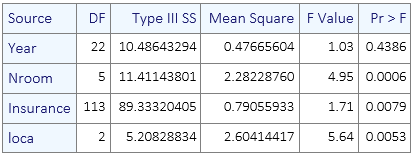 Source DF Type III SS Mean Square F Value Pr > F
Year 22 10.48643294 0.47665604 1.03 0.4386
Nroom 5 11.41143801 2.28228760 4.95 0.0006
Insurance 113 89.33320405 0.79055933 1.71 0.0079
loca 2 5.20828834 2.60414417 5.64 0.0053